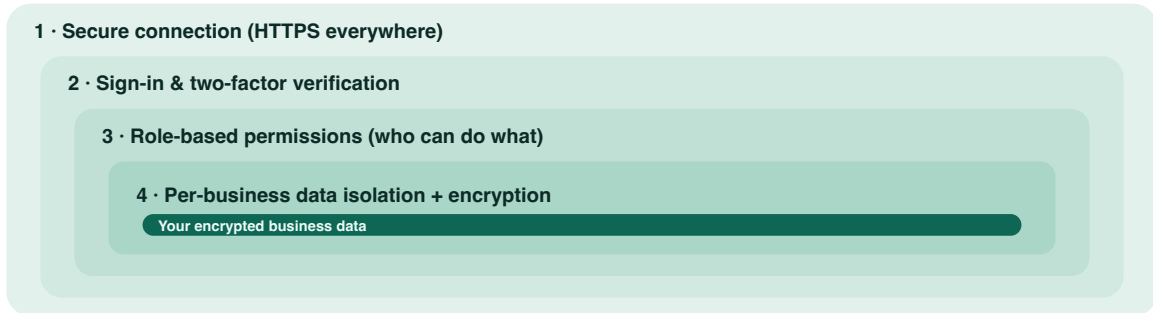 1 · Secure connection (HTTPS everywhere)
2 · Sign-in & two-factor verification
3 · Role-based permissions (who can do what)
4 · Per-business data isolation + encryption
Your encrypted business data